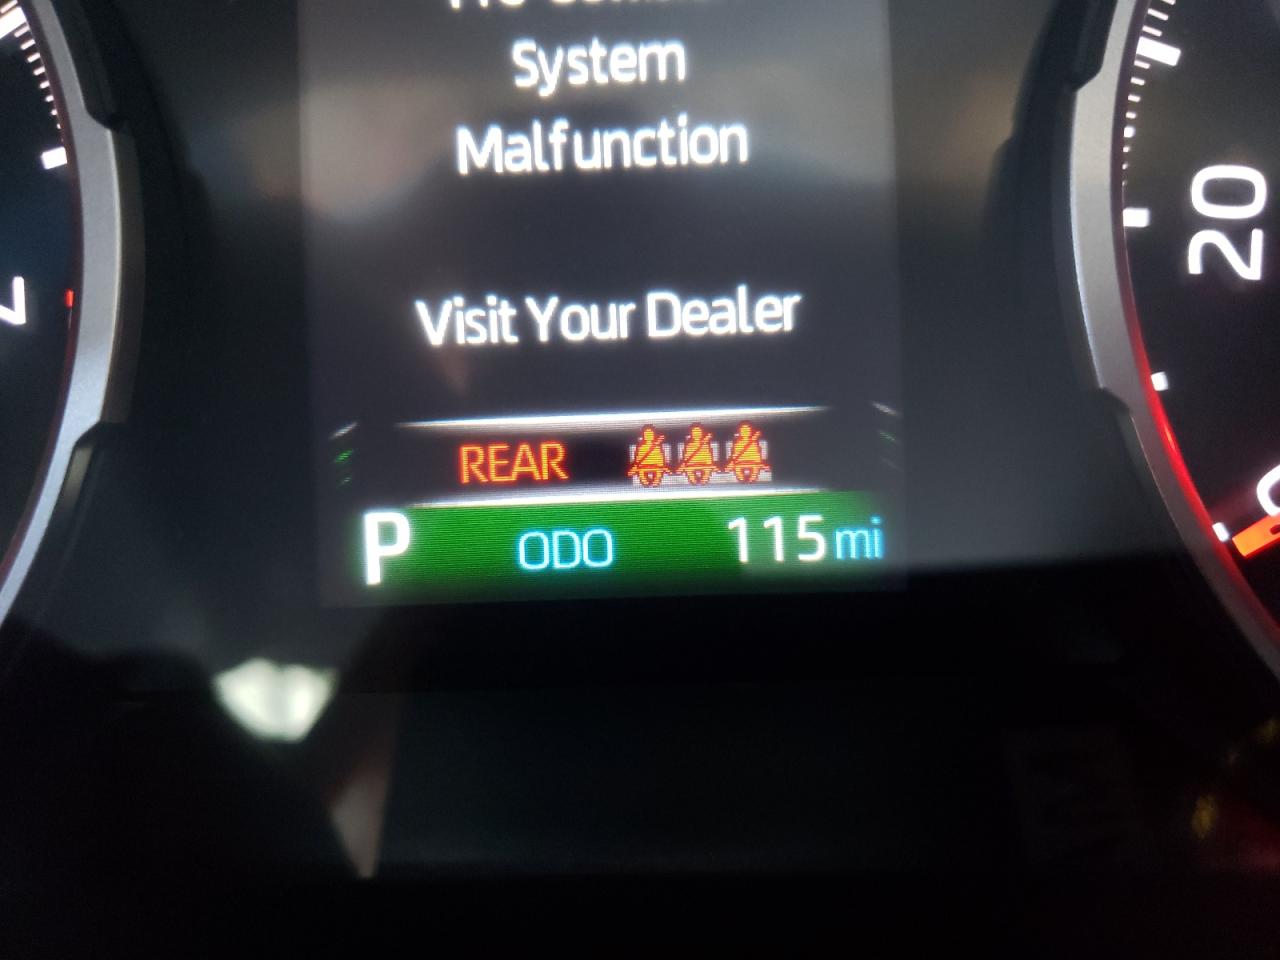 System
Malfunction
Visit Your Dealer
REAR
P ODO 115 mi
20